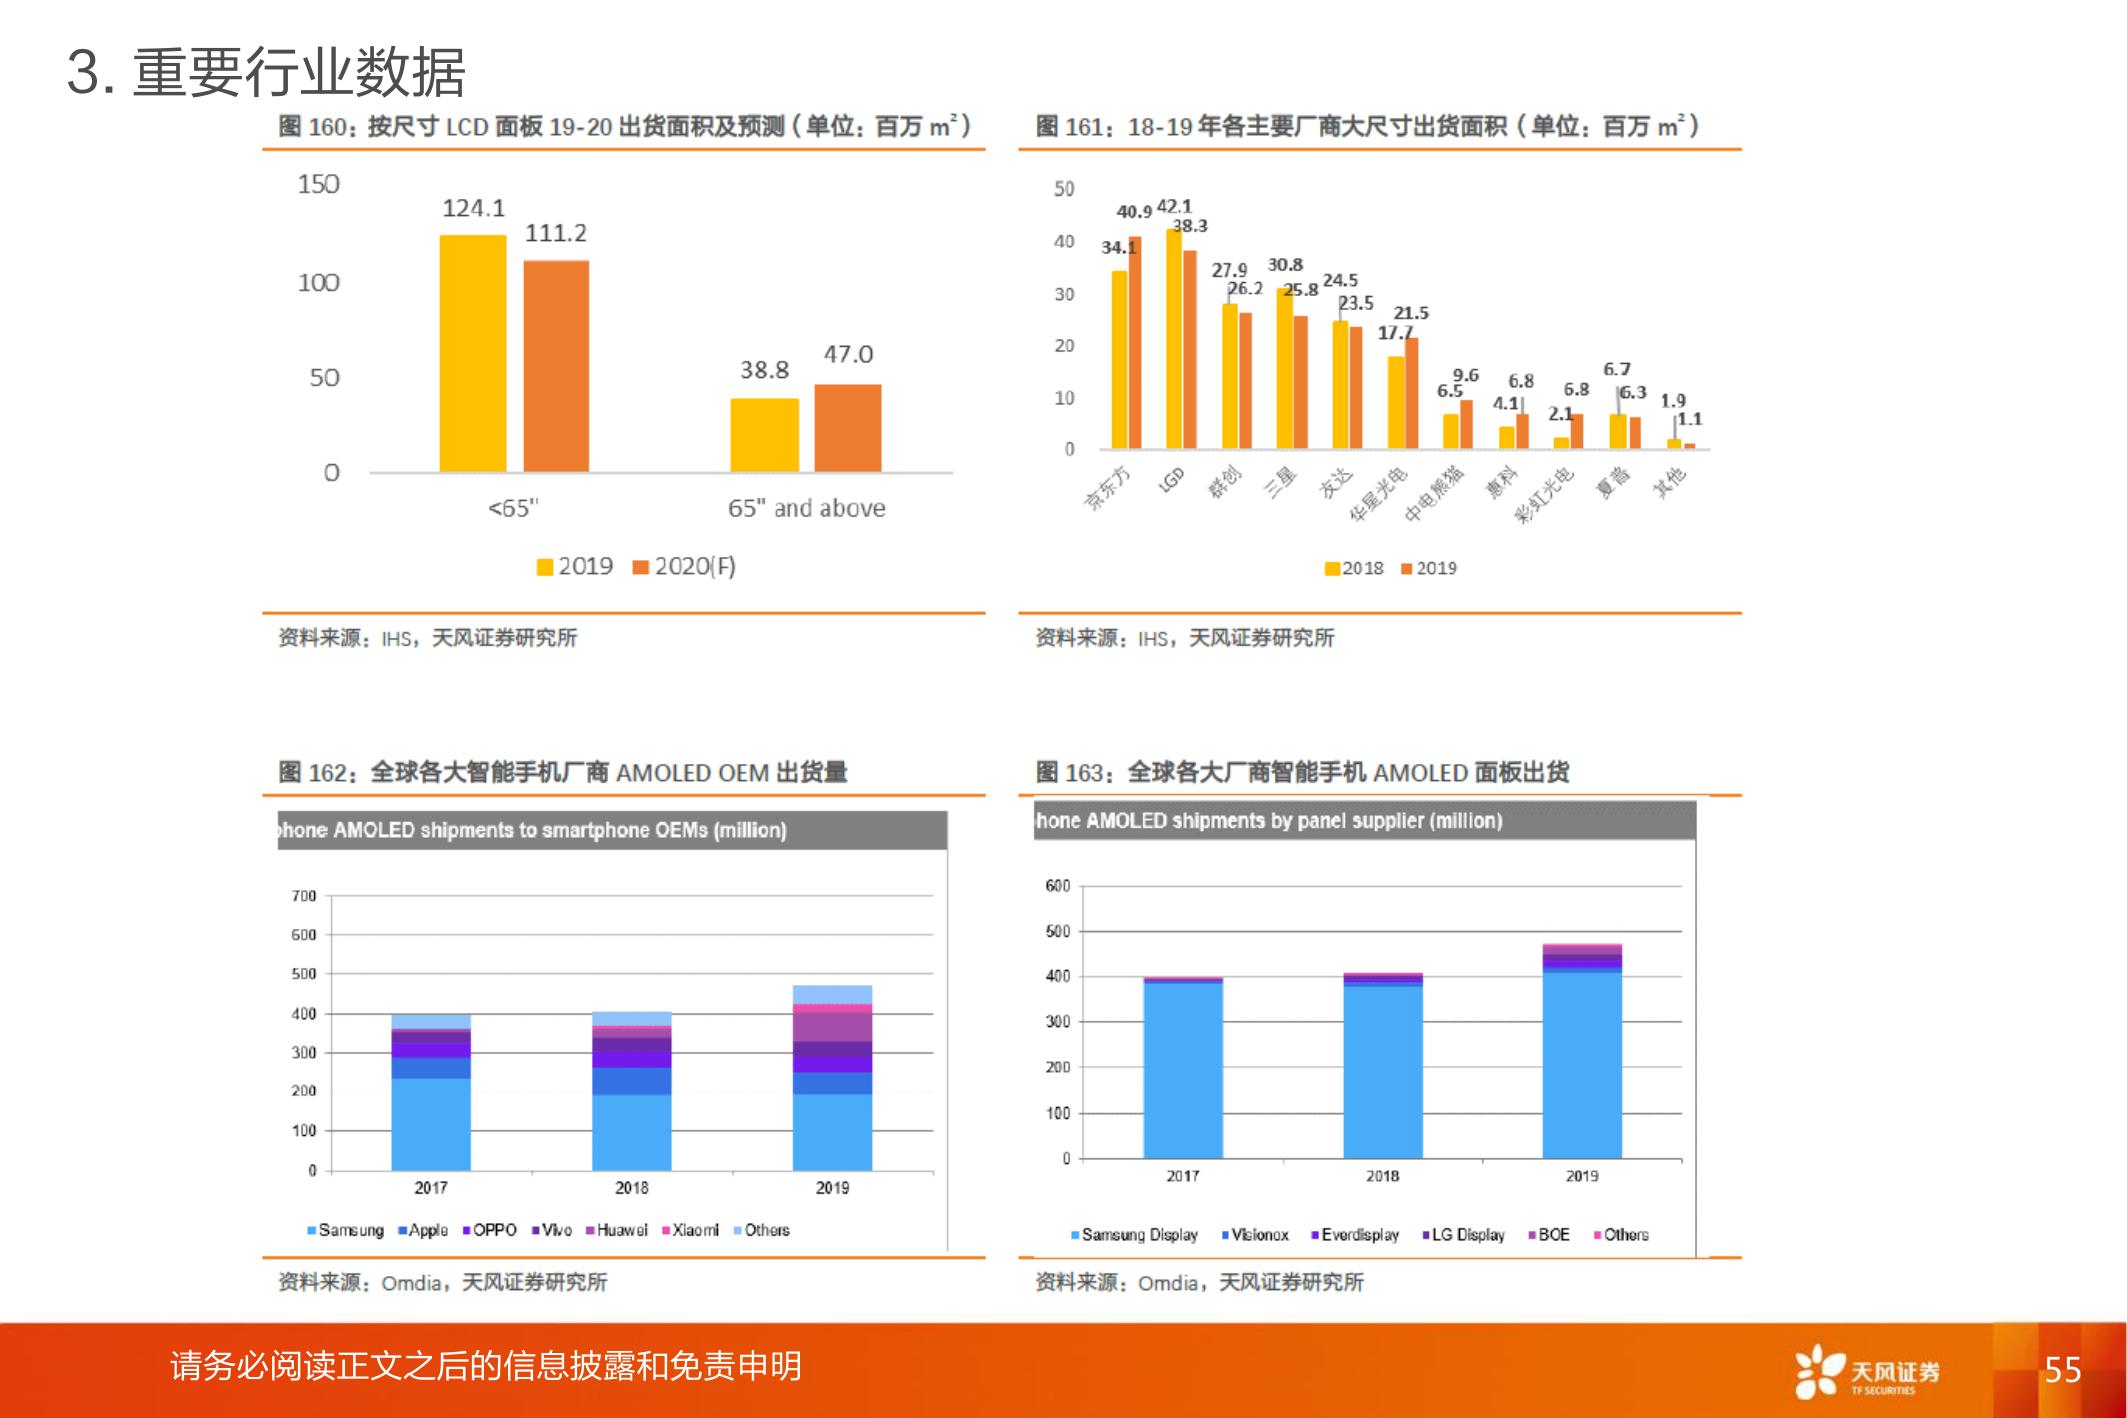 3. 重要行业数据
图 160：按尺寸 LCD 面板 19-20 出货面积及预测（单位：百万 m²）
150
100
50
0
124.1
111.2
38.8
47.0
<65"
65" and above
2019
2020(F)
资料来源：IHS，天风证券研究所
图 161：18-19 年各主要厂商大尺寸出货面积（单位：百万 m²）
50
40
30
20
10
0
34.1
40.9
42.1
38.3
27.9
26.2
30.8
25.8
24.5
23.5
17.7
21.5
6.5
9.6
4.1
6.8
2.1
6.8
6.7
6.3
1.9
1.1
京东方
LGD
群创
三星
友达
华星光电
中电熊猫
惠科
彩虹光电
夏普
其他
2018
2019
资料来源：IHS，天风证券研究所
图 162：全球各大智能手机厂商 AMOLED OEM 出货量
phone AMOLED shipments to smartphone OEMs (million)
700
600
500
400
300
200
100
0
2017
2018
2019
Samsung
Apple
OPPO
Vivo
Huawei
Xiaomi
Others
资料来源：Omdia，天风证券研究所
图 163：全球各大厂商智能手机 AMOLED 面板出货
hone AMOLED shipments by panel supplier (million)
600
500
400
300
200
100
0
2017
2018
2019
Samsung Display
Visionox
Everdisplay
LG Display
BOE
Others
资料来源：Omdia，天风证券研究所
请务必阅读正文之后的信息披露和免责申明
天风证券
TF SECURITIES
55